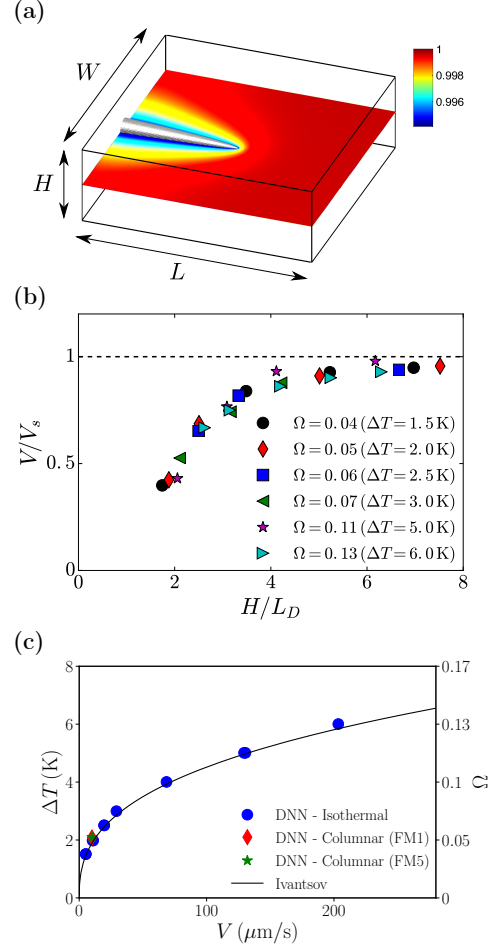 (a)
W
H
L
1
0.998
0.996
(b)
V/V_s
1
0.5
0
Ω = 0.04 (ΔT = 1.5 K)
Ω = 0.05 (ΔT = 2.0 K)
Ω = 0.06 (ΔT = 2.5 K)
Ω = 0.07 (ΔT = 3.0 K)
Ω = 0.11 (ΔT = 5.0 K)
Ω = 0.13 (ΔT = 6.0 K)
0 2 4 6 8
H/L_D
(c)
ΔT (K)
8
6
4
2
0
0.17
0.13
0.1
0.05
0
Ω
DNN - Isothermal
DNN - Columnar (FM1)
DNN - Columnar (FM5)
Ivantsov
0 100 200
V (μm/s)